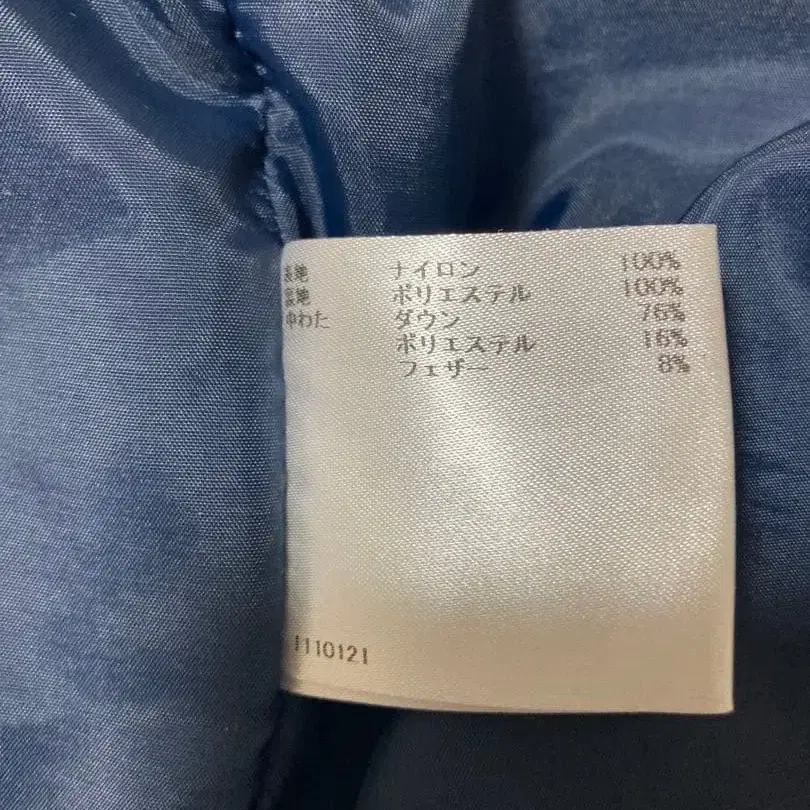 表地 ナイロン 100%
裏地 ポリエステル 100%
中わた ダウン 76%
ポリエステル 16%
フェザー 8%
1110121